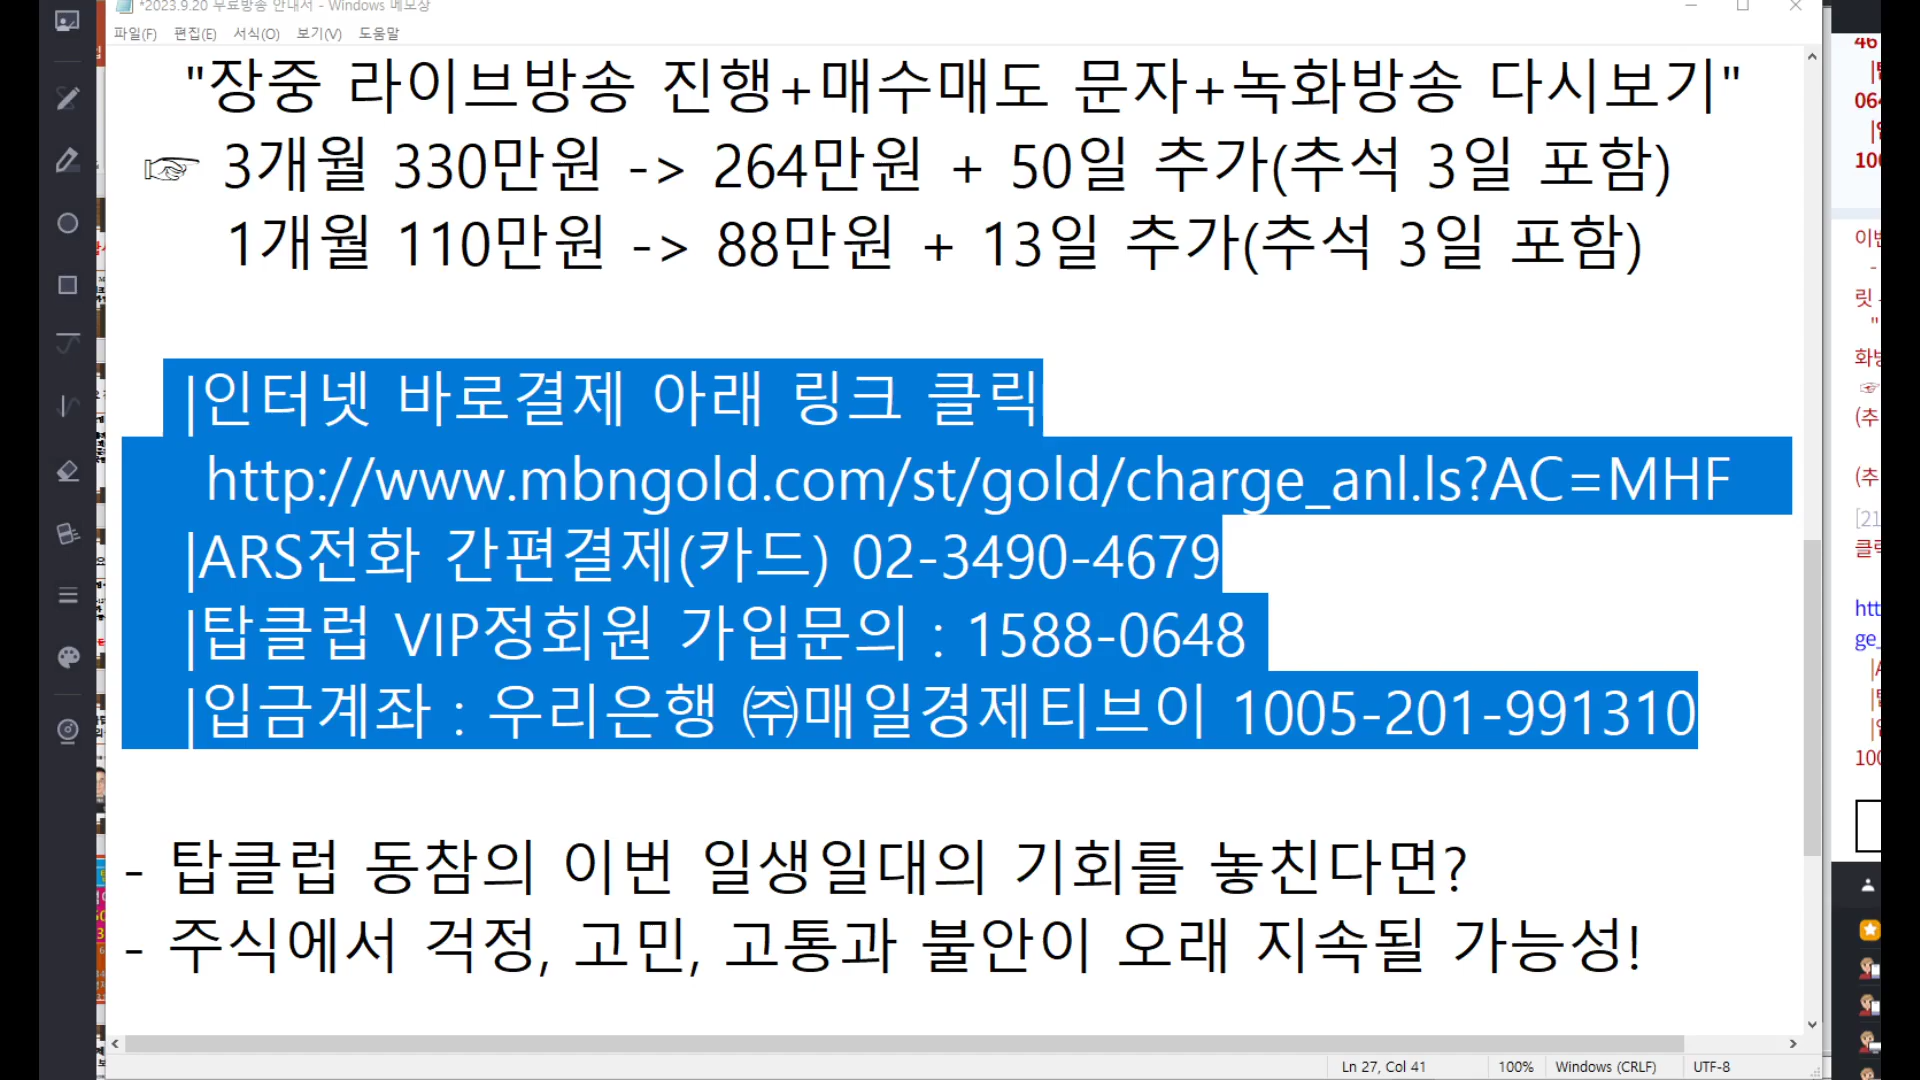 *2023.9.20 무료방송 안내서 - Windows 메모장
파일(F) 편집(E) 서식(O) 보기(V) 도움말
"장중 라이브방송 진행+매수매도 문자+녹화방송 다시보기"
☞ 3개월 330만원 -> 264만원 + 50일 추가(추석 3일 포함)
1개월 110만원 -> 88만원 + 13일 추가(추석 3일 포함)
|인터넷 바로결제 아래 링크 클릭
http://www.mbngold.com/st/gold/charge_anl.ls?AC=MHF
|ARS전화 간편결제(카드) 02-3490-4679
|탑클럽 VIP정회원 가입문의 : 1588-0648
|입금계좌 : 우리은행 ㈜매일경제티브이 1005-201-991310
- 탑클럽 동참의 이번 일생일대의 기회를 놓친다면?
- 주식에서 걱정, 고민, 고통과 불안이 오래 지속될 가능성!
Ln 27, Col 41 100% Windows (CRLF) UTF-8